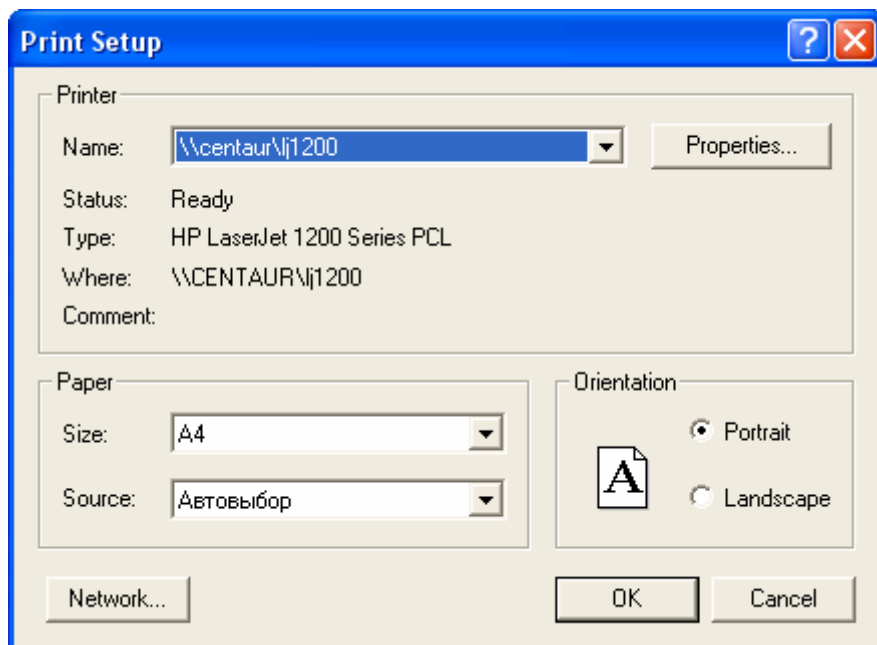 Print Setup
Printer
Name: \\centaur\lj1200 Properties...
Status: Ready
Type: HP LaserJet 1200 Series PCL
Where: \\CENTAUR\lj1200
Comment:
Paper
Size: A4
Source: Автовыбор
Orientation
A
Portrait
Landscape
Network... OK Cancel